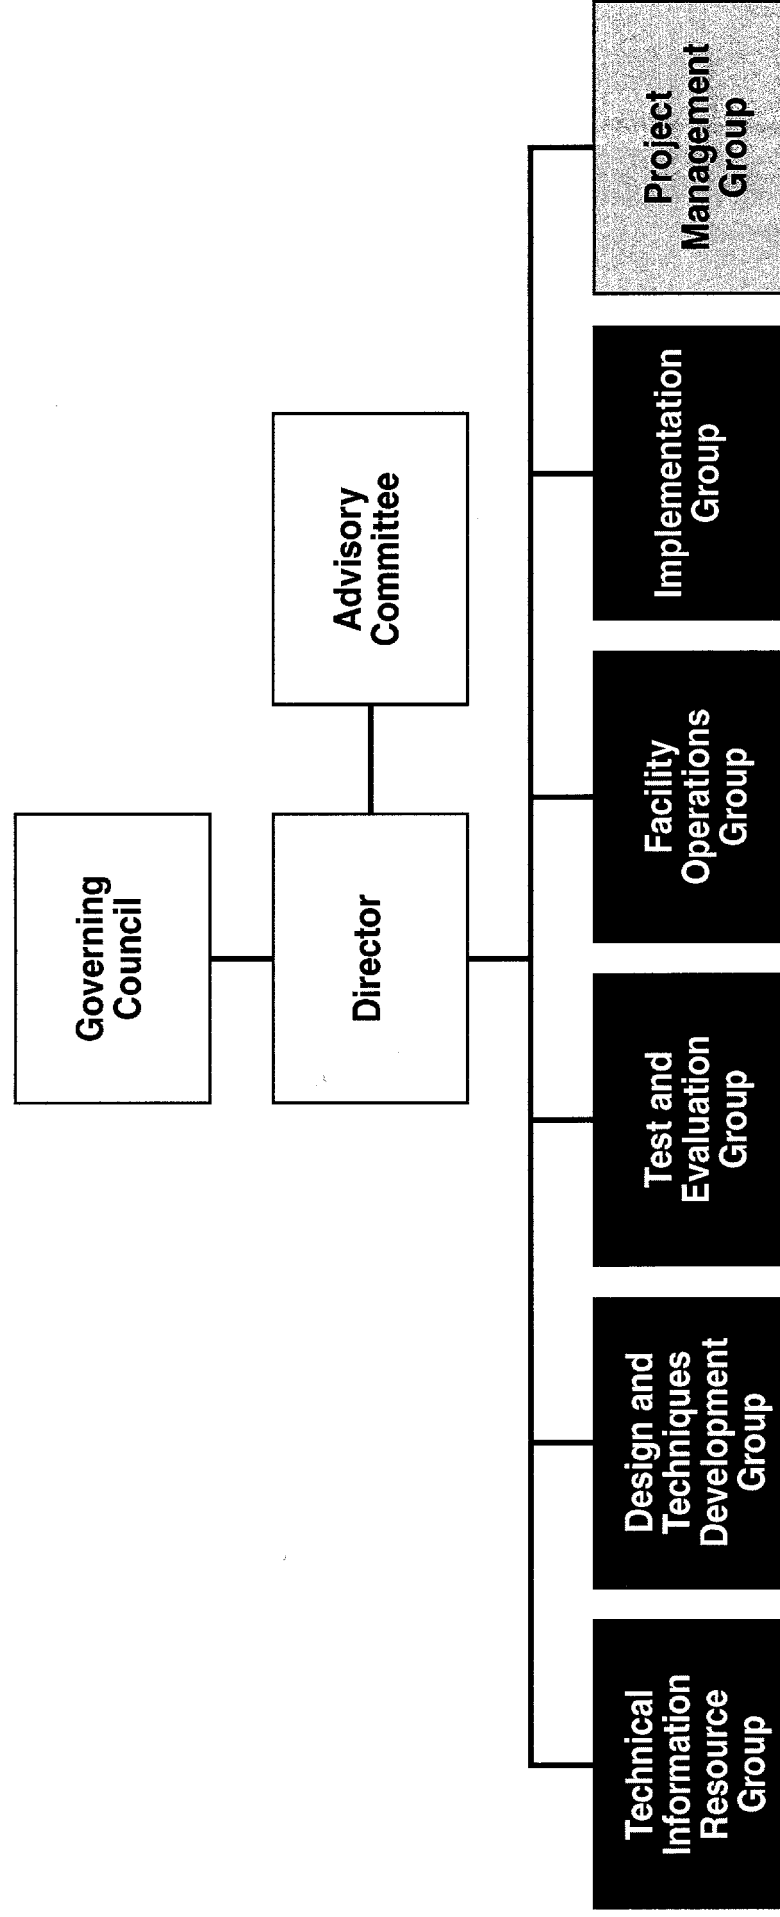 Governing
Council
Director
Advisory
Committee
Technical
Information
Resource
Group
Design and
Techniques
Development
Group
Test and
Evaluation
Group
Facility
Operations
Group
Implementation
Group
Project
Management
Group